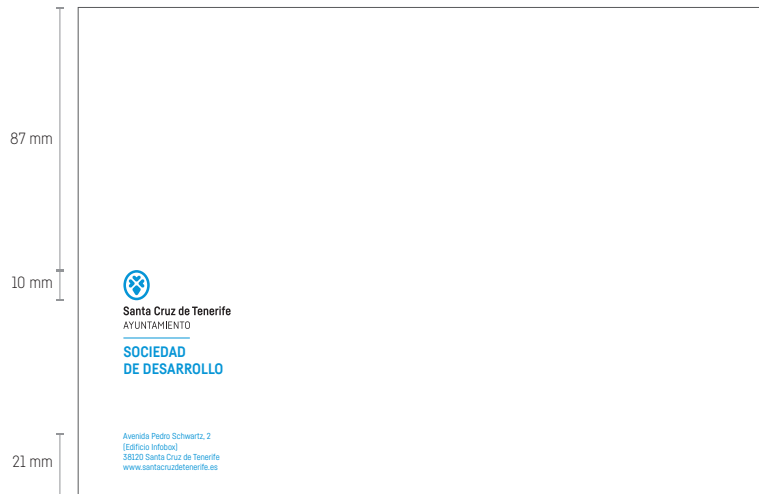 87 mm
10 mm
Santa Cruz de Tenerife
AYUNTAMIENTO
SOCIEDAD
DE DESARROLLO
Avenida Pedro Schwartz, 2
(Edificio Infobox)
38120 Santa Cruz de Tenerife
www.santacruzdetenerife.es
21 mm